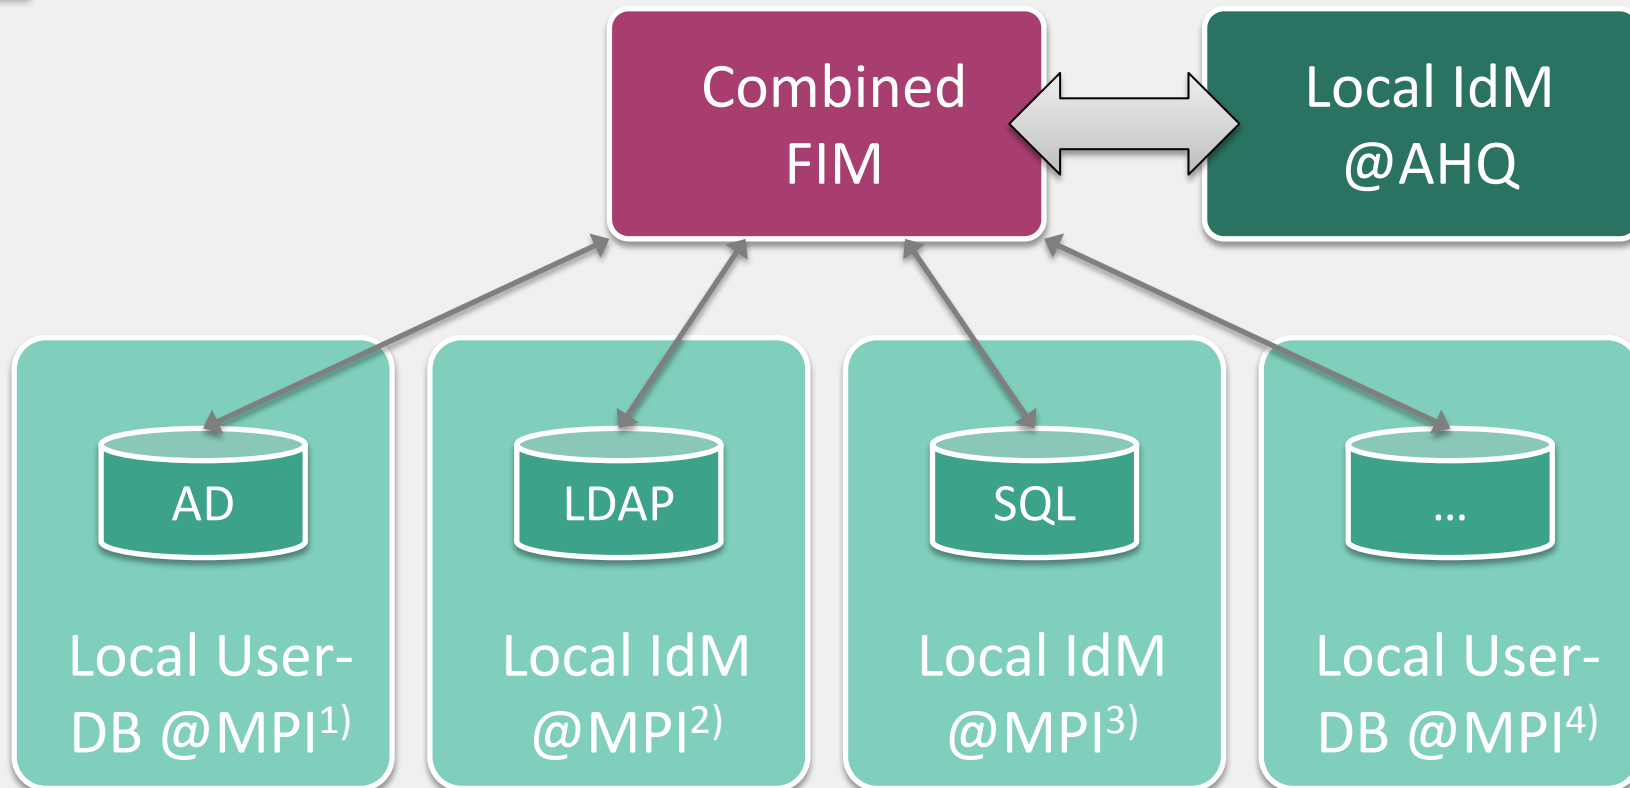 Combined
FIM
Local IdM
@AHQ
AD
LDAP
SQL
...
Local User-
DB @MPI1)
Local IdM
@MPI2)
Local IdM
@MPI3)
Local User-
DB @MPI4)